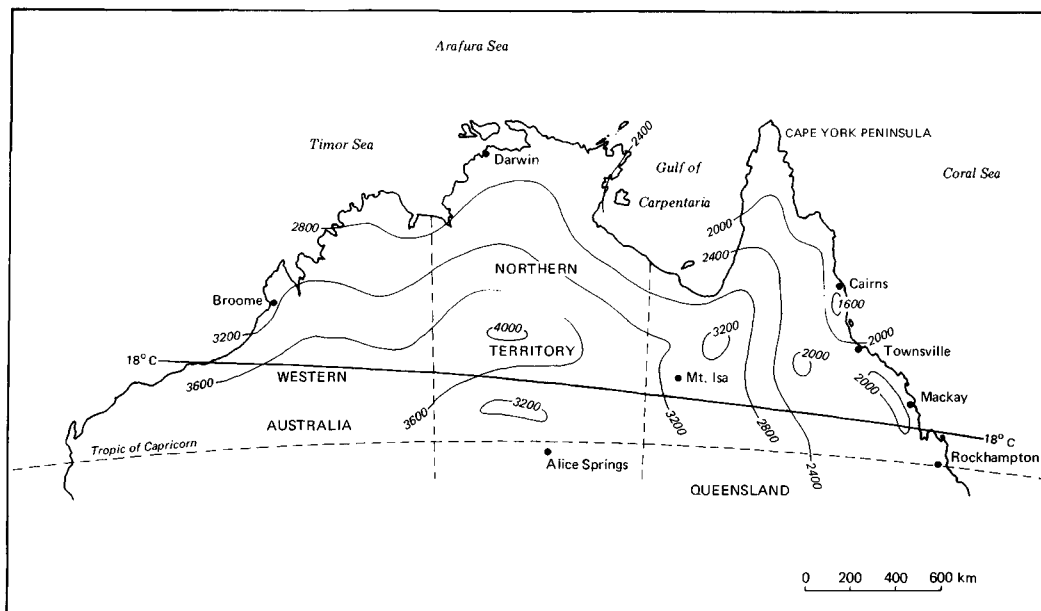 Arafura Sea
CAPE YORK PENINSULA
2400
Timor Sea
Gulf of
Darwin
Coral Sea
Carpentaria
2800
2000
2400
NORTHERN
Cairns
Broome
1600
3200
4000
3200
2000
TERRITORY
Townsville
18° C
2000
WESTERN
Mt. Isa
2000
3600
3600
3200
Mackay
AUSTRALIA
3200
2800
18° C
Tropic of Capricorn
Alice Springs
Rockhampton
2400
QUEENSLAND
0 200 400 600 km